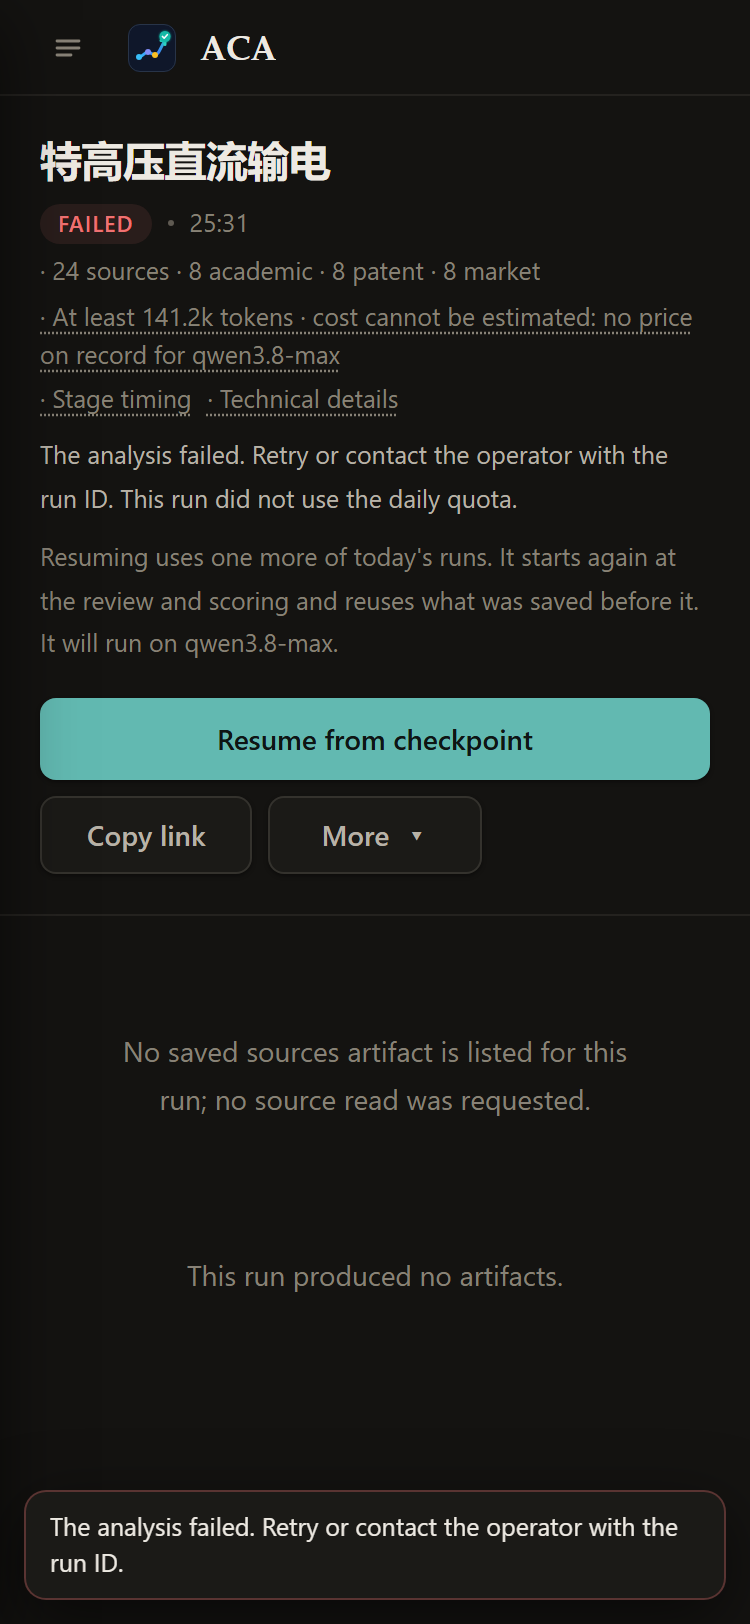 ACA
特高压直流输电
FAILED • 25:31
· 24 sources · 8 academic · 8 patent · 8 market
· At least 141.2k tokens · cost cannot be estimated: no price
on record for qwen3.8-max
· Stage timing · Technical details
The analysis failed. Retry or contact the operator with the
run ID. This run did not use the daily quota.
Resuming uses one more of today's runs. It starts again at
the review and scoring and reuses what was saved before it.
It will run on qwen3.8-max.
Resume from checkpoint
Copy link
More ▼
No saved sources artifact is listed for this
run; no source read was requested.
This run produced no artifacts.
The analysis failed. Retry or contact the operator with the
run ID.